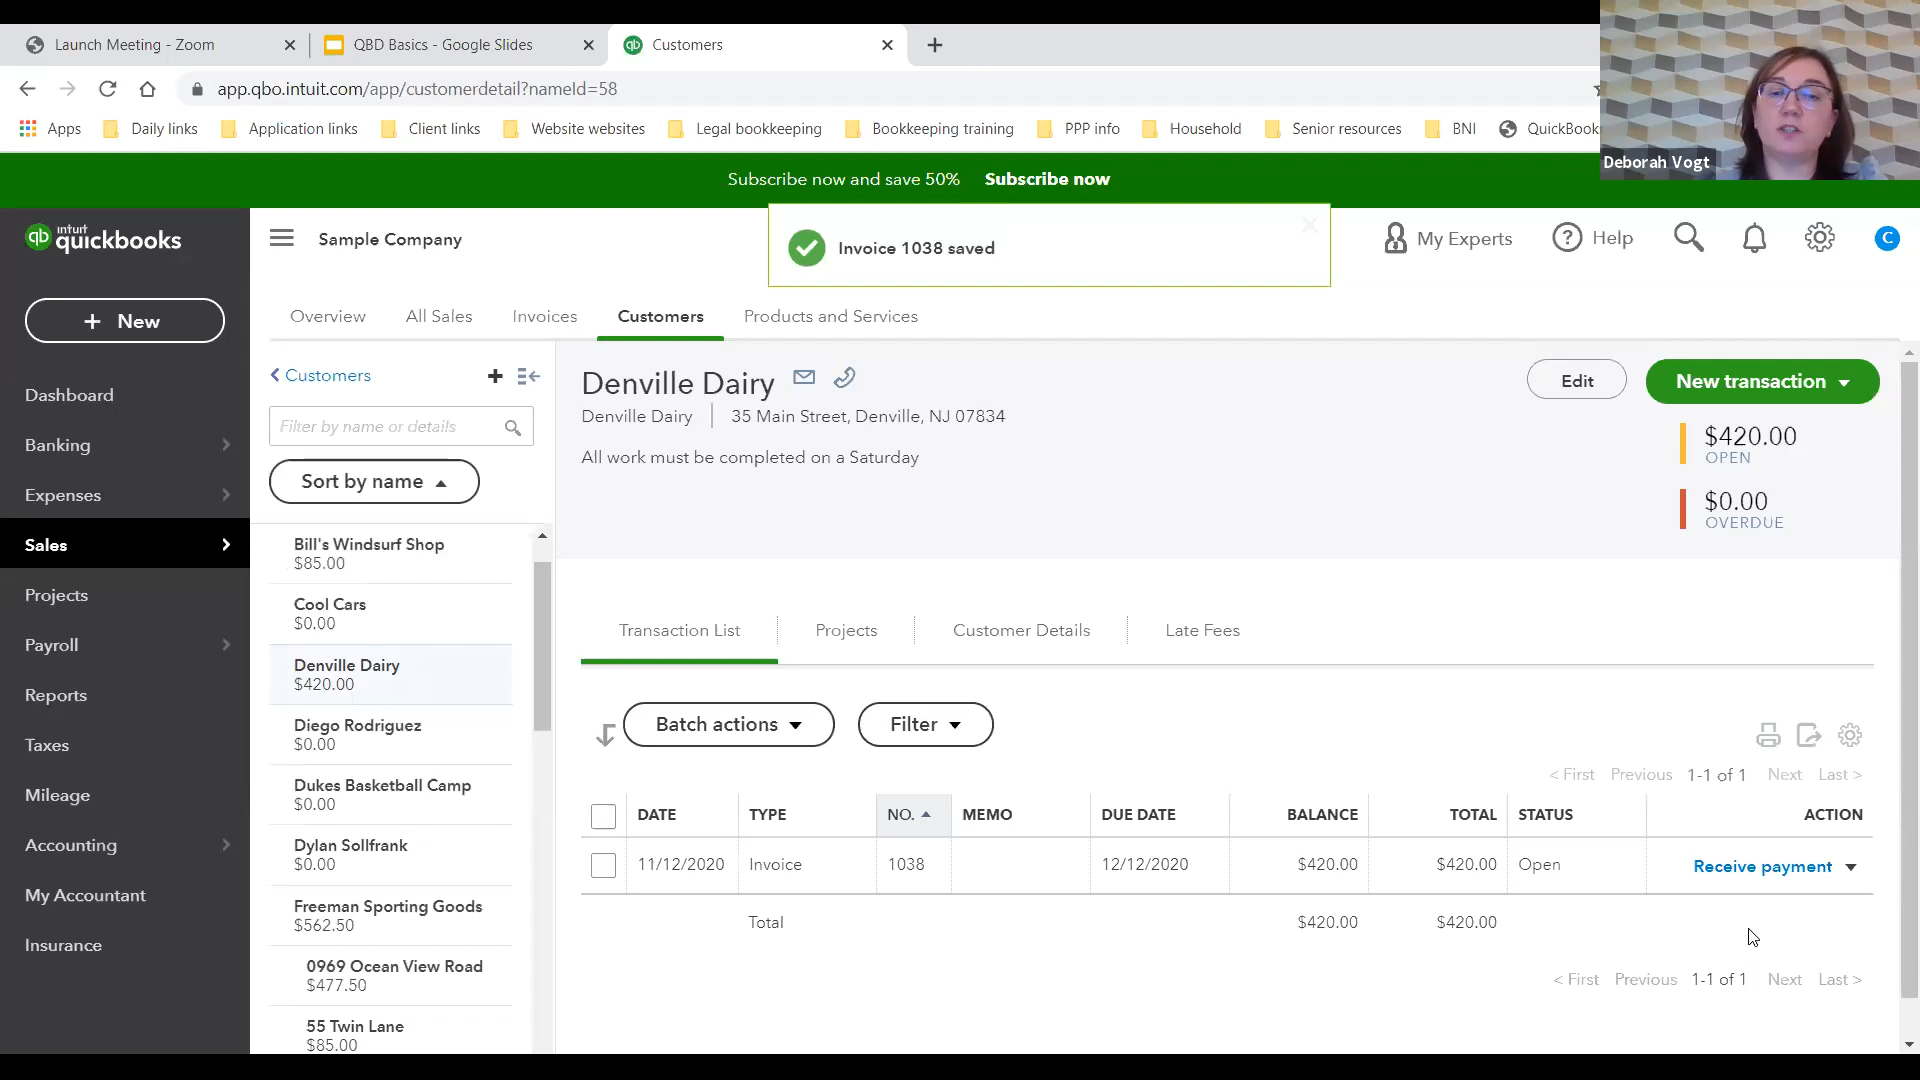 Launch Meeting - Zoom
QBD Basics - Google Slides
Customers
app.qbo.intuit.com/app/customerdetail?nameId=58
Apps Daily links Application links Client links Website websites Legal bookkeeping Bookkeeping training PPP info Household Senior resources BNI
Deborah Vogt
Subscribe now and save 50% Subscribe now
qb intuit quickbooks
Sample Company
Invoice 1038 saved
My Experts
Help
C
+ New
Overview All Sales Invoices Customers Products and Services
Dashboard
Banking
Expenses
Sales
Projects
Payroll
Reports
Taxes
Mileage
Accounting
My Accountant
Insurance
Customers
Filter by name or details
Sort by name
Bill's Windsurf Shop
$85.00
Cool Cars
$0.00
Denville Dairy
$420.00
Diego Rodriguez
$0.00
Dukes Basketball Camp
$0.00
Dylan Sollfrank
$0.00
Freeman Sporting Goods
$562.50
0969 Ocean View Road
$477.50
55 Twin Lane
$85.00
Denville Dairy
Denville Dairy | 35 Main Street, Denville, NJ 07834
All work must be completed on a Saturday
Edit
New transaction
$420.00
OPEN
$0.00
OVERDUE
Transaction List Projects Customer Details Late Fees
Batch actions
Filter
< First Previous 1-1 of 1 Next Last >
DATE TYPE NO. MEMO DUE DATE BALANCE TOTAL STATUS ACTION
11/12/2020 Invoice 1038 12/12/2020 $420.00 $420.00 Open Receive payment
Total $420.00 $420.00
< First Previous 1-1 of 1 Next Last >